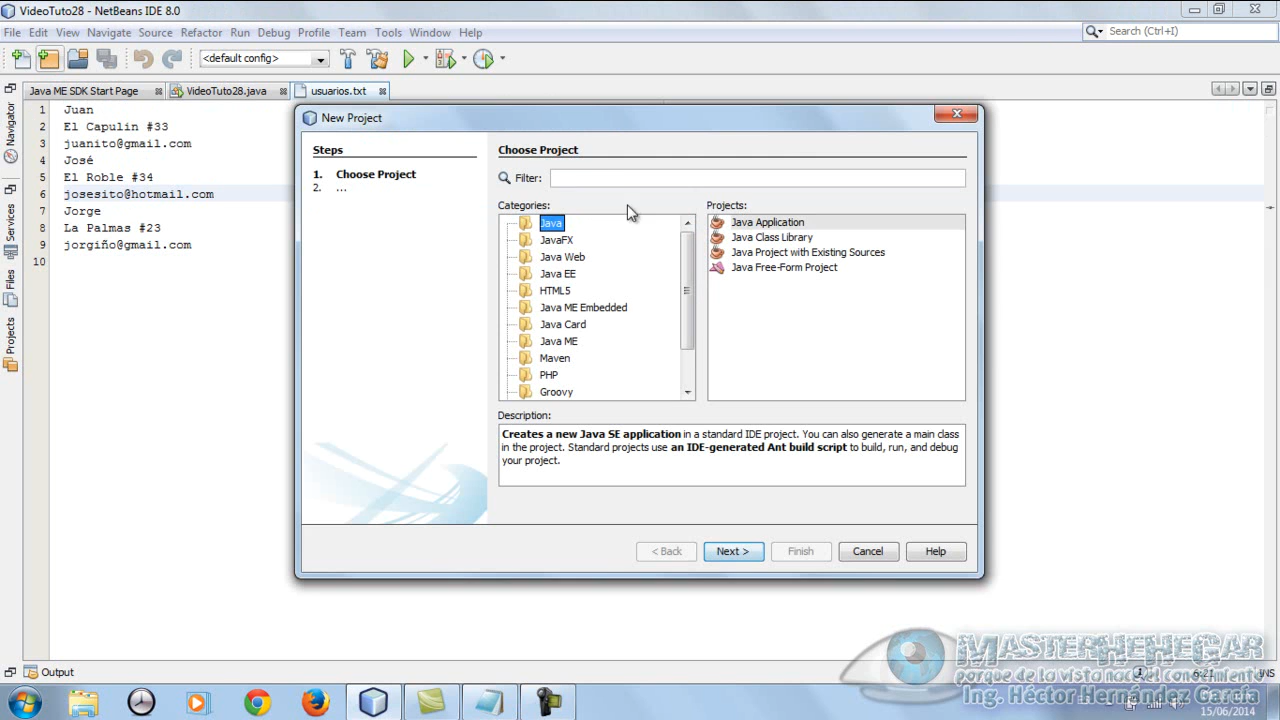 VideoTuto28 - NetBeans IDE 8.0
File Edit View Navigate Source Refactor Run Debug Profile Team Tools Window Help
Search (Ctrl+I)
<default config>
Java ME SDK Start Page
VideoTuto28.java
usuarios.txt
Navigator
Services
Files
Projects
1 Juan
2 El Capulin #33
3 juanito@gmail.com
4 José
5 El Roble #34
6 josesito@hotmail.com
7 Jorge
8 La Palmas #23
9 jorgiño@gmail.com
10
New Project
Steps
1. Choose Project
2. ...
Choose Project
Filter:
Categories:
Java
JavaFX
Java Web
Java EE
HTML5
Java ME Embedded
Java Card
Java ME
Maven
PHP
Groovy
Projects:
Java Application
Java Class Library
Java Project with Existing Sources
Java Free-Form Project
Description:
Creates a new Java SE application in a standard IDE project. You can also generate a main class
in the project. Standard projects use an IDE-generated Ant build script to build, run, and debug
your project.
< Back
Next >
Finish
Cancel
Help
Output
INS
MASTERHEHEGAR
porque de la vista nace el conocimiento
Ing. Héctor Hernández García
15/06/2014